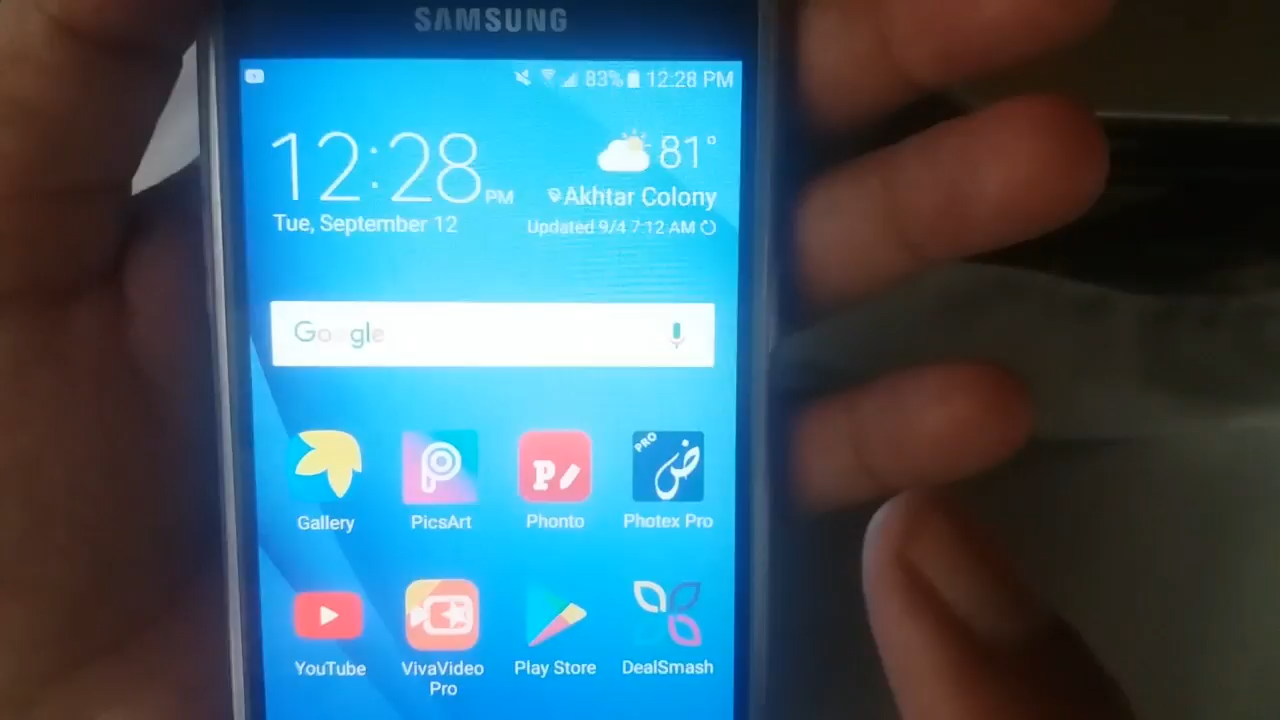 SAMSUNG
83% 12:28 PM
12:28 PM
81°
Akhtar Colony
Tue, September 12
Updated 9/4 7:12 AM
Google
PRO
ض
P
Gallery
PicsArt
Phonto
Photex Pro
YouTube
VivaVideo
Pro
Play Store
DealSmash